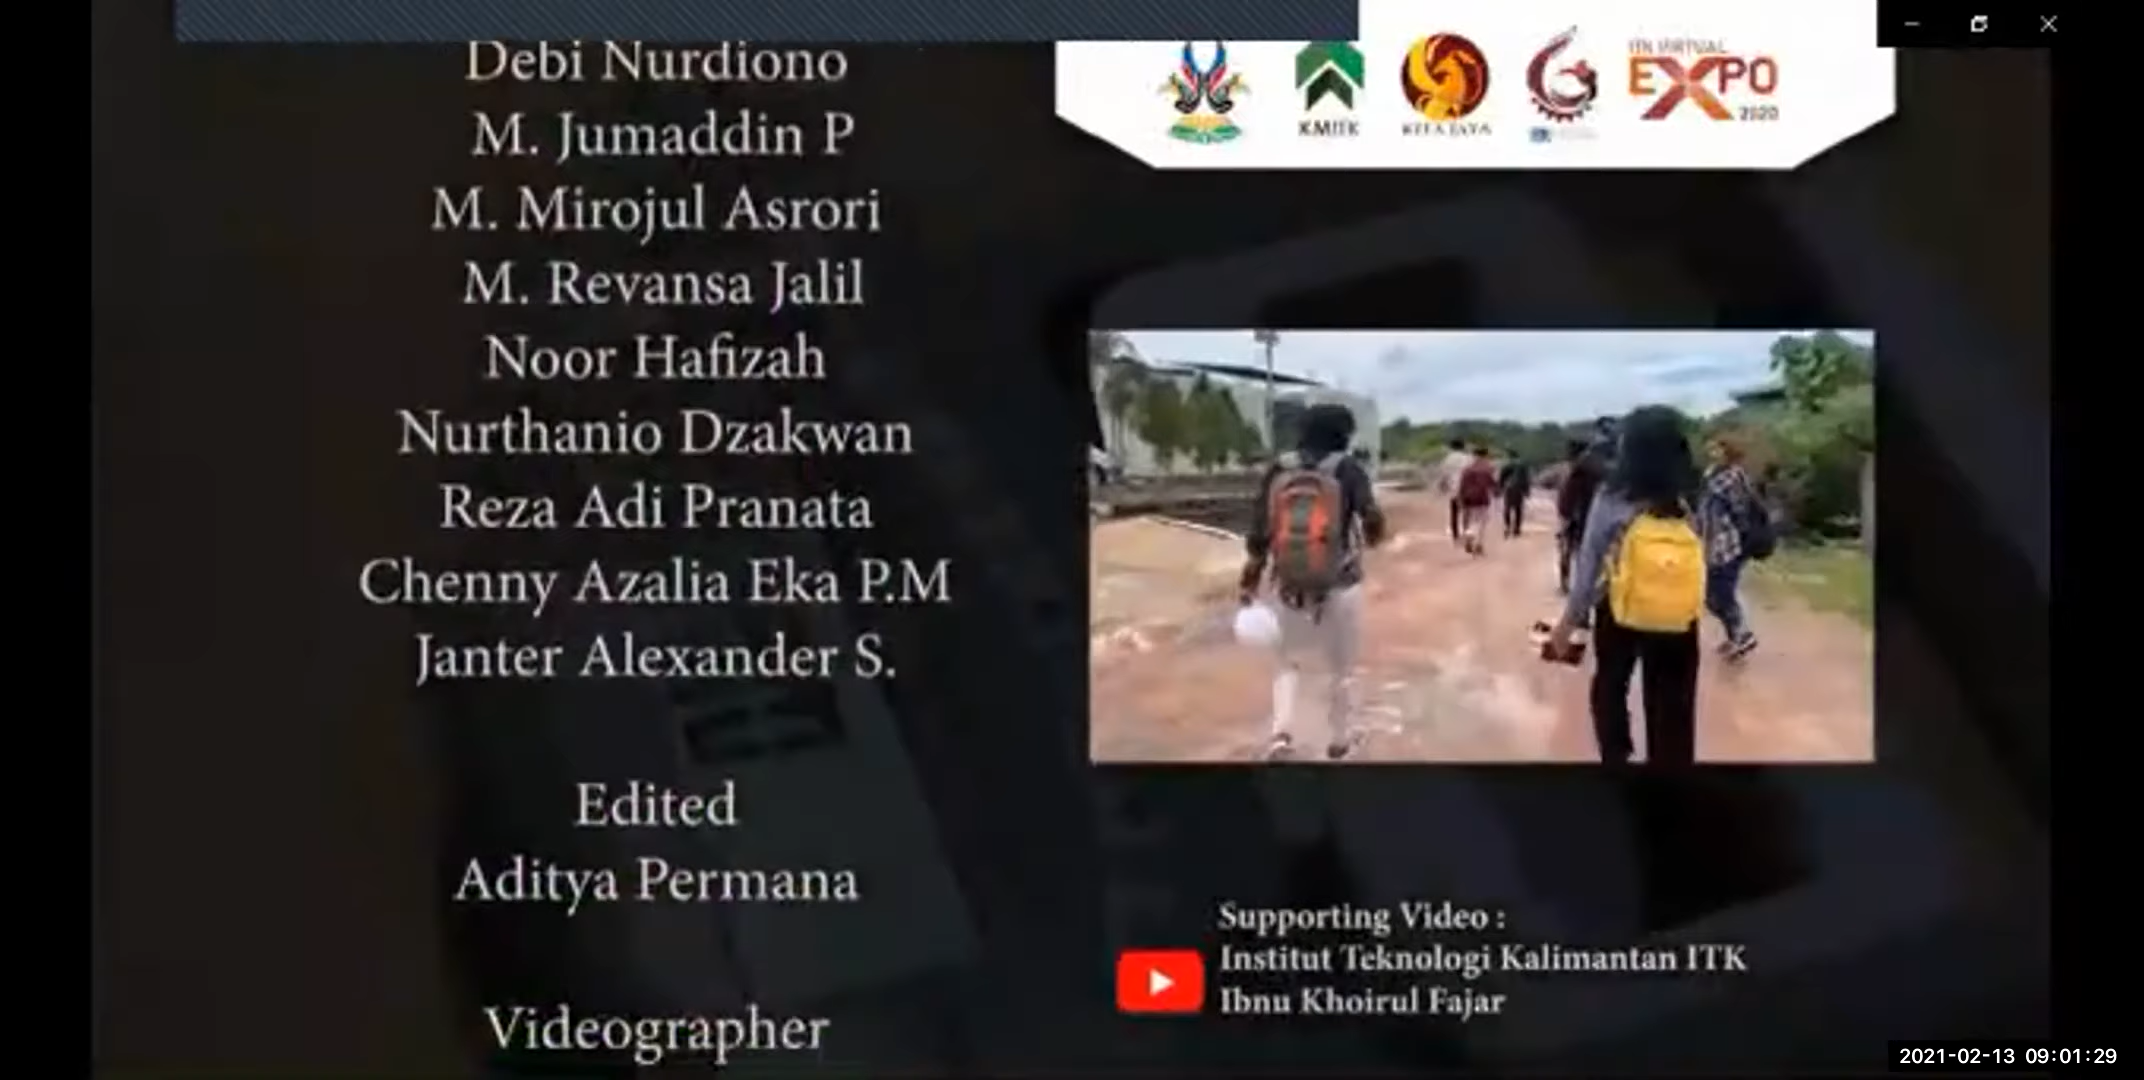 Debi Nurdiono
M. Jumaddin P
M. Mirojul Asrori
M. Revansa Jalil
Noor Hafizah
Nurthanio Dzakwan
Reza Adi Pranata
Chenny Azalia Eka P.M
Janter Alexander S.
Edited
Aditya Permana
Videographer
KMITK
EXPO
2020
Supporting Video :
Institut Teknologi Kalimantan ITK
Ibnu Khoirul Fajar
2021-02-13 09:01:29